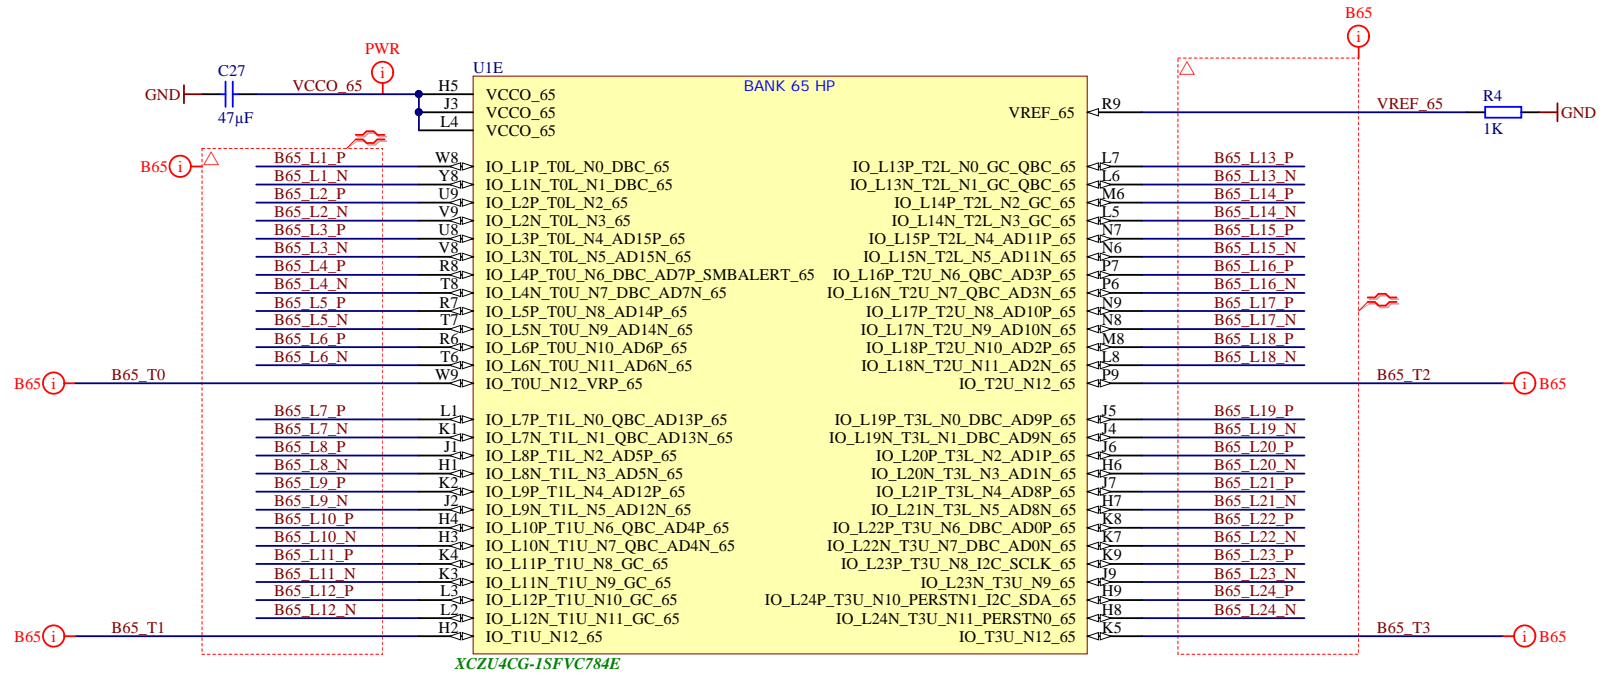 B65
PWR
U1E
BANK 65 HP
C27
GND
VCCO_65
47µF
H5 VCCO_65
J3 VCCO_65
L4 VCCO_65
VREF_65 R9 VREF_65
R4
1K
GND
B65
B65_L1_P W8 IO_L1P_T0L_N0_DBC_65 IO_L13P_T2L_N0_GC_QBC_65 L7 B65_L13_P
B65_L1_N Y8 IO_L1N_T0L_N1_DBC_65 IO_L13N_T2L_N1_GC_QBC_65 L6 B65_L13_N
B65_L2_P U9 IO_L2P_T0L_N2_65 IO_L14P_T2L_N2_GC_65 M6 B65_L14_P
B65_L2_N V9 IO_L2N_T0L_N3_65 IO_L14N_T2L_N3_GC_65 L5 B65_L14_N
B65_L3_P U8 IO_L3P_T0L_N4_AD15P_65 IO_L15P_T2L_N4_AD11P_65 N7 B65_L15_P
B65_L3_N V8 IO_L3N_T0L_N5_AD15N_65 IO_L15N_T2L_N5_AD11N_65 N6 B65_L15_N
B65_L4_P R8 IO_L4P_T0U_N6_DBC_AD7P_SMBALERT_65 IO_L16P_T2U_N6_QBC_AD3P_65 P7 B65_L16_P
B65_L4_N T8 IO_L4N_T0U_N7_DBC_AD7N_65 IO_L16N_T2U_N7_QBC_AD3N_65 P6 B65_L16_N
B65_L5_P R7 IO_L5P_T0U_N8_AD14P_65 IO_L17P_T2U_N8_AD10P_65 N9 B65_L17_P
B65_L5_N T7 IO_L5N_T0U_N9_AD14N_65 IO_L17N_T2U_N9_AD10N_65 N8 B65_L17_N
B65_L6_P R6 IO_L6P_T0U_N10_AD6P_65 IO_L18P_T2U_N10_AD2P_65 M8 B65_L18_P
B65_L6_N T6 IO_L6N_T0U_N11_AD6N_65 IO_L18N_T2U_N11_AD2N_65 L8 B65_L18_N
B65 B65_T0 W9 IO_T0U_N12_VRP_65 IO_T2U_N12_65 P9 B65_T2 B65
B65_L7_P L1 IO_L7P_T1L_N0_QBC_AD13P_65 IO_L19P_T3L_N0_DBC_AD9P_65 J5 B65_L19_P
B65_L7_N K1 IO_L7N_T1L_N1_QBC_AD13N_65 IO_L19N_T3L_N1_DBC_AD9N_65 J4 B65_L19_N
B65_L8_P J1 IO_L8P_T1L_N2_AD5P_65 IO_L20P_T3L_N2_AD1P_65 J6 B65_L20_P
B65_L8_N H1 IO_L8N_T1L_N3_AD5N_65 IO_L20N_T3L_N3_AD1N_65 H6 B65_L20_N
B65_L9_P K2 IO_L9P_T1L_N4_AD12P_65 IO_L21P_T3L_N4_AD8P_65 J7 B65_L21_P
B65_L9_N J2 IO_L9N_T1L_N5_AD12N_65 IO_L21N_T3L_N5_AD8N_65 H7 B65_L21_N
B65_L10_P H4 IO_L10P_T1U_N6_QBC_AD4P_65 IO_L22P_T3U_N6_DBC_AD0P_65 K8 B65_L22_P
B65_L10_N H3 IO_L10N_T1U_N7_QBC_AD4N_65 IO_L22N_T3U_N7_DBC_AD0N_65 K7 B65_L22_N
B65_L11_P K4 IO_L11P_T1U_N8_GC_65 IO_L23P_T3U_N8_I2C_SCLK_65 K9 B65_L23_P
B65_L11_N K3 IO_L11N_T1U_N9_GC_65 IO_L23N_T3U_N9_65 J9 B65_L23_N
B65_L12_P L3 IO_L12P_T1U_N10_GC_65 IO_L24P_T3U_N10_PERSTN1_I2C_SDA_65 H9 B65_L24_P
B65_L12_N L2 IO_L12N_T1U_N11_GC_65 IO_L24N_T3U_N11_PERSTN0_65 H8 B65_L24_N
B65 B65_T1 H2 IO_T1U_N12_65 IO_T3U_N12_65 K5 B65_T3 B65
XCZU4CG-1SFVC784E